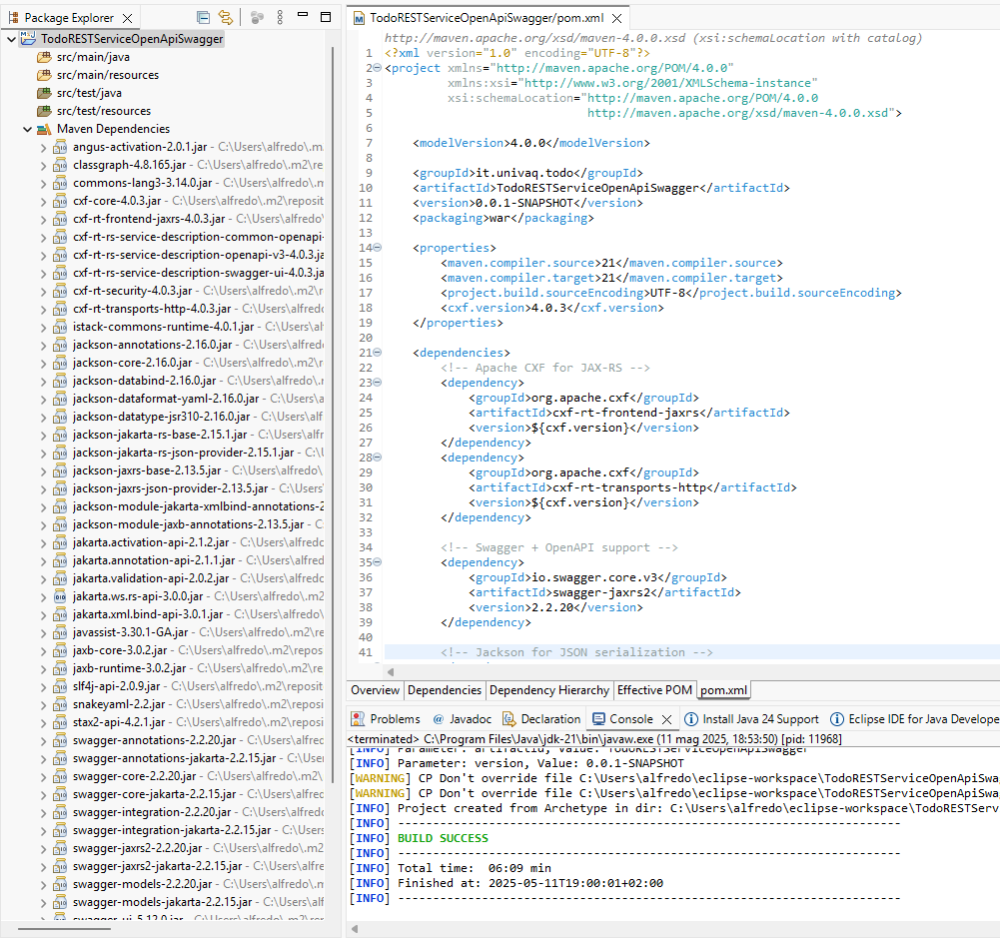 Package Explorer
TodoRESTServiceOpenApiSwagger
src/main/java
src/main/resources
src/test/java
src/test/resources
Maven Dependencies
angus-activation-2.0.1.jar - C:\Users\alfredo\.m
classgraph-4.8.165.jar - C:\Users\alfredo\.m2\re
commons-lang3-3.14.0.jar - C:\Users\alfredo\.n
cxf-core-4.0.3.jar - C:\Users\alfredo\.m2\reposit
cxf-rt-frontend-jaxrs-4.0.3.jar - C:\Users\alfredo\
cxf-rt-rs-service-description-common-openapi-
cxf-rt-rs-service-description-openapi-v3-4.0.3.ja
cxf-rt-rs-service-description-swagger-ui-4.0.3.ja
cxf-rt-security-4.0.3.jar - C:\Users\alfredo\.m2\r
cxf-rt-transports-http-4.0.3.jar - C:\Users\alfredo
istack-commons-runtime-4.0.1.jar - C:\Users\alf
jackson-annotations-2.16.0.jar - C:\Users\alfredo
jackson-core-2.16.0.jar - C:\Users\alfredo\.m2\r
jackson-databind-2.16.0.jar - C:\Users\alfredo\.
jackson-dataformat-yaml-2.16.0.jar - C:\Users\a
jackson-datatype-jsr310-2.16.0.jar - C:\Users\alf
jackson-jakarta-rs-base-2.15.1.jar - C:\Users\alf
jackson-jakarta-rs-json-provider-2.15.1.jar - C:\U
jackson-jaxrs-base-2.13.5.jar - C:\Users\alfredo\
jackson-jaxrs-json-provider-2.13.5.jar - C:\Users
jackson-module-jakarta-xmlbind-annotations-2
jackson-module-jaxb-annotations-2.13.5.jar - C
jakarta.activation-api-2.1.2.jar - C:\Users\alfred
jakarta.annotation-api-2.1.1.jar - C:\Users\alfre
jakarta.validation-api-2.0.2.jar - C:\Users\alfred
jakarta.ws.rs-api-3.0.0.jar - C:\Users\alfredo\.m2
jakarta.xml.bind-api-3.0.1.jar - C:\Users\alfredo
javassist-3.30.1-GA.jar - C:\Users\alfredo\.m2\re
jaxb-core-3.0.2.jar - C:\Users\alfredo\.m2\repos
jaxb-runtime-3.0.2.jar - C:\Users\alfredo\.m2\re
slf4j-api-2.0.9.jar - C:\Users\alfredo\.m2\reposit
snakeyaml-2.2.jar - C:\Users\alfredo\.m2\reposi
stax2-api-4.2.1.jar - C:\Users\alfredo\.m2\reposi
swagger-annotations-2.2.20.jar - C:\Users\alfre
swagger-annotations-jakarta-2.2.15.jar - C:\User
swagger-core-2.2.20.jar - C:\Users\alfredo\.m2\
swagger-core-jakarta-2.2.15.jar - C:\Users\alfre
swagger-integration-2.2.20.jar - C:\Users\alfredo
swagger-integration-jakarta-2.2.15.jar - C:\Users
swagger-jaxrs2-2.2.20.jar - C:\Users\alfredo\.m2
swagger-jaxrs2-jakarta-2.2.15.jar - C:\Users\alfr
swagger-models-2.2.20.jar - C:\Users\alfredo\.m
swagger-models-jakarta-2.2.15.jar - C:\Users\alf
swagger-ui-5.12.0.jar - C:\Users\alfredo\.m2\re
TodoRESTServiceOpenApiSwagger/pom.xml
http://maven.apache.org/xsd/maven-4.0.0.xsd (xsi:schemaLocation with catalog)
1 <?xml version="1.0" encoding="UTF-8"?>
2 <project xmlns="http://maven.apache.org/POM/4.0.0"
3 xmlns:xsi="http://www.w3.org/2001/XMLSchema-instance"
4 xsi:schemaLocation="http://maven.apache.org/POM/4.0.0
5 http://maven.apache.org/xsd/maven-4.0.0.xsd">
6
7 <modelVersion>4.0.0</modelVersion>
8
9 <groupId>it.univaq.todo</groupId>
10 <artifactId>TodoRESTServiceOpenApiSwagger</artifactId>
11 <version>0.0.1-SNAPSHOT</version>
12 <packaging>war</packaging>
13
14 <properties>
15 <maven.compiler.source>21</maven.compiler.source>
16 <maven.compiler.target>21</maven.compiler.target>
17 <project.build.sourceEncoding>UTF-8</project.build.sourceEncoding>
18 <cxf.version>4.0.3</cxf.version>
19 </properties>
20
21 <dependencies>
22 <!-- Apache CXF for JAX-RS -->
23 <dependency>
24 <groupId>org.apache.cxf</groupId>
25 <artifactId>cxf-rt-frontend-jaxrs</artifactId>
26 <version>${cxf.version}</version>
27 </dependency>
28 <dependency>
29 <groupId>org.apache.cxf</groupId>
30 <artifactId>cxf-rt-transports-http</artifactId>
31 <version>${cxf.version}</version>
32 </dependency>
33
34 <!-- Swagger + OpenAPI support -->
35 <dependency>
36 <groupId>io.swagger.core.v3</groupId>
37 <artifactId>swagger-jaxrs2</artifactId>
38 <version>2.2.20</version>
39 </dependency>
40
41 <!-- Jackson for JSON serialization -->
Overview Dependencies Dependency Hierarchy Effective POM pom.xml
Problems Javadoc Declaration Console Install Java 24 Support Eclipse IDE for Java Develope
<terminated> C:\Program Files\Java\jdk-21\bin\javaw.exe (11 mag 2025, 18:53:50) [pid: 11968]
[INFO] Parameter: artifactId, Value: TodoRESTServiceOpenApiSwagger
[INFO] Parameter: version, Value: 0.0.1-SNAPSHOT
[WARNING] CP Don't override file C:\Users\alfredo\eclipse-workspace\TodoRESTServiceOpenApiSwa
[WARNING] CP Don't override file C:\Users\alfredo\eclipse-workspace\TodoRESTServiceOpenApiSwa
[INFO] Project created from Archetype in dir: C:\Users\alfredo\eclipse-workspace\TodoRESTServ
[INFO] ------------------------------------------------------------------------
[INFO] BUILD SUCCESS
[INFO] ------------------------------------------------------------------------
[INFO] Total time:  06:09 min
[INFO] Finished at: 2025-05-11T19:00:01+02:00
[INFO] ------------------------------------------------------------------------